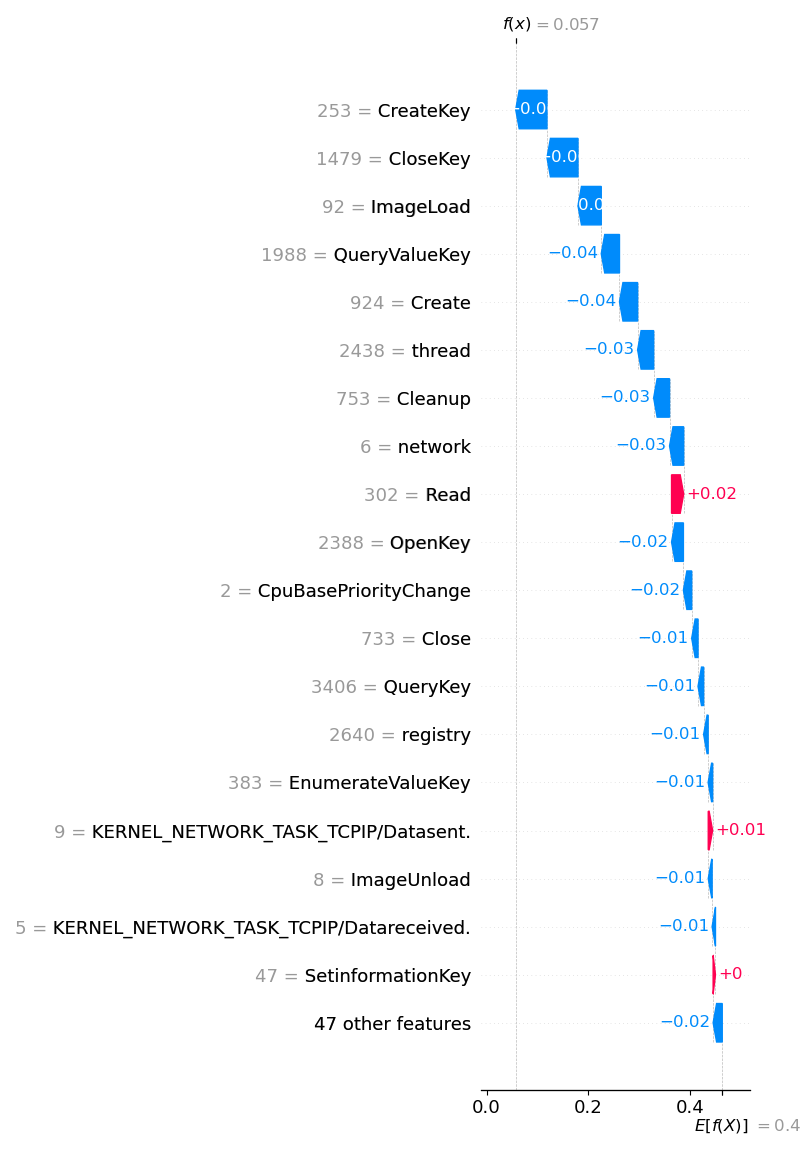 f(x) = 0.057
253 = CreateKey −0.0
1479 = CloseKey −0.0
92 = ImageLoad 0.0
1988 = QueryValueKey −0.04
924 = Create −0.04
2438 = thread −0.03
753 = Cleanup −0.03
6 = network −0.03
302 = Read +0.02
2388 = OpenKey −0.02
2 = CpuBasePriorityChange −0.02
733 = Close −0.01
3406 = QueryKey −0.01
2640 = registry −0.01
383 = EnumerateValueKey −0.01
9 = KERNEL_NETWORK_TASK_TCPIP/Datasent. +0.01
8 = ImageUnload −0.01
5 = KERNEL_NETWORK_TASK_TCPIP/Datareceived. −0.01
47 = SetinformationKey +0
47 other features −0.02
0.0 0.2 0.4
E[f(X)] = 0.4